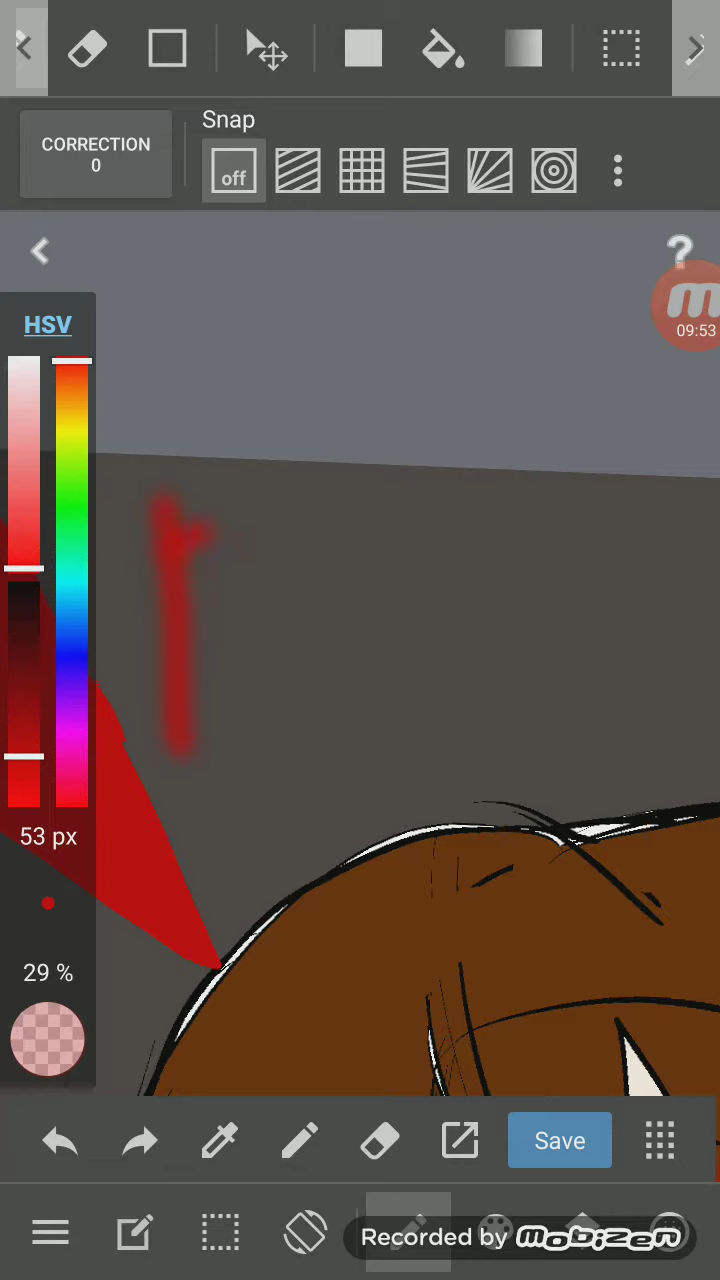 CORRECTION
0
Snap
off
?
HSV
09:53
53 px
29 %
Save
Recorded by mobizen